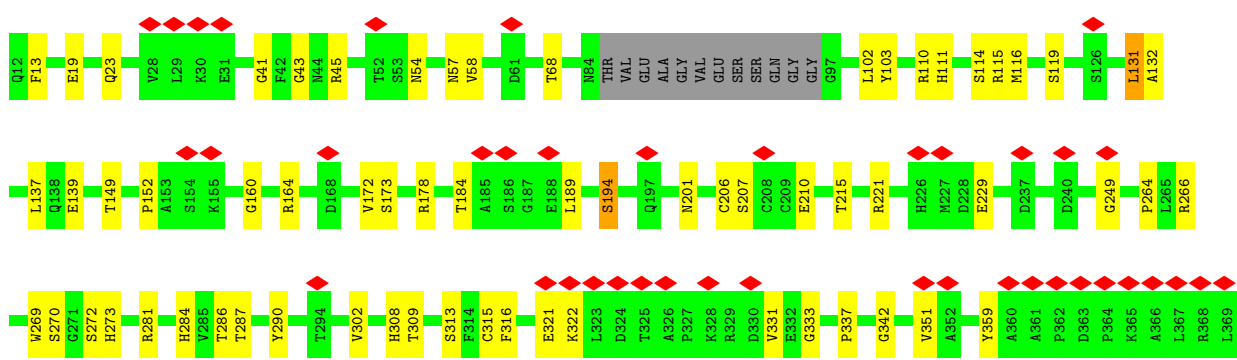 Q12 F13 E19 Q23 V28 L29 K30 E31 G41 F42 G43 N44 R45 T52 S53 N54 N57 V58 D61 T68 N84 THR VAL GLU ALA GLY VAL GLU SER SER GLN GLY GLY G97 L102 Y103 R110 H111 S114 R115 M116 S119 S126 L131 A132
L137 Q138 E139 T149 P152 A153 S154 K155 G160 R164 D168 V172 S173 R178 T184 A185 S186 G187 E188 L189 S194 Q197 N201 C206 S207 C208 C209 E210 T215 R221 H226 M227 D228 E229 D237 D240 G249 P264 L265 R266
W269 S270 G271 S272 H273 R281 H284 V285 T286 T287 Y290 T294 V302 H308 T309 S313 F314 C315 F316 E321 K322 L323 D324 T325 A326 P327 K328 R329 D330 V331 E332 G333 P337 G342 V351 A352 Y359 A360 A361 P362 D363 P364 K365 A366 L367 R368 L369